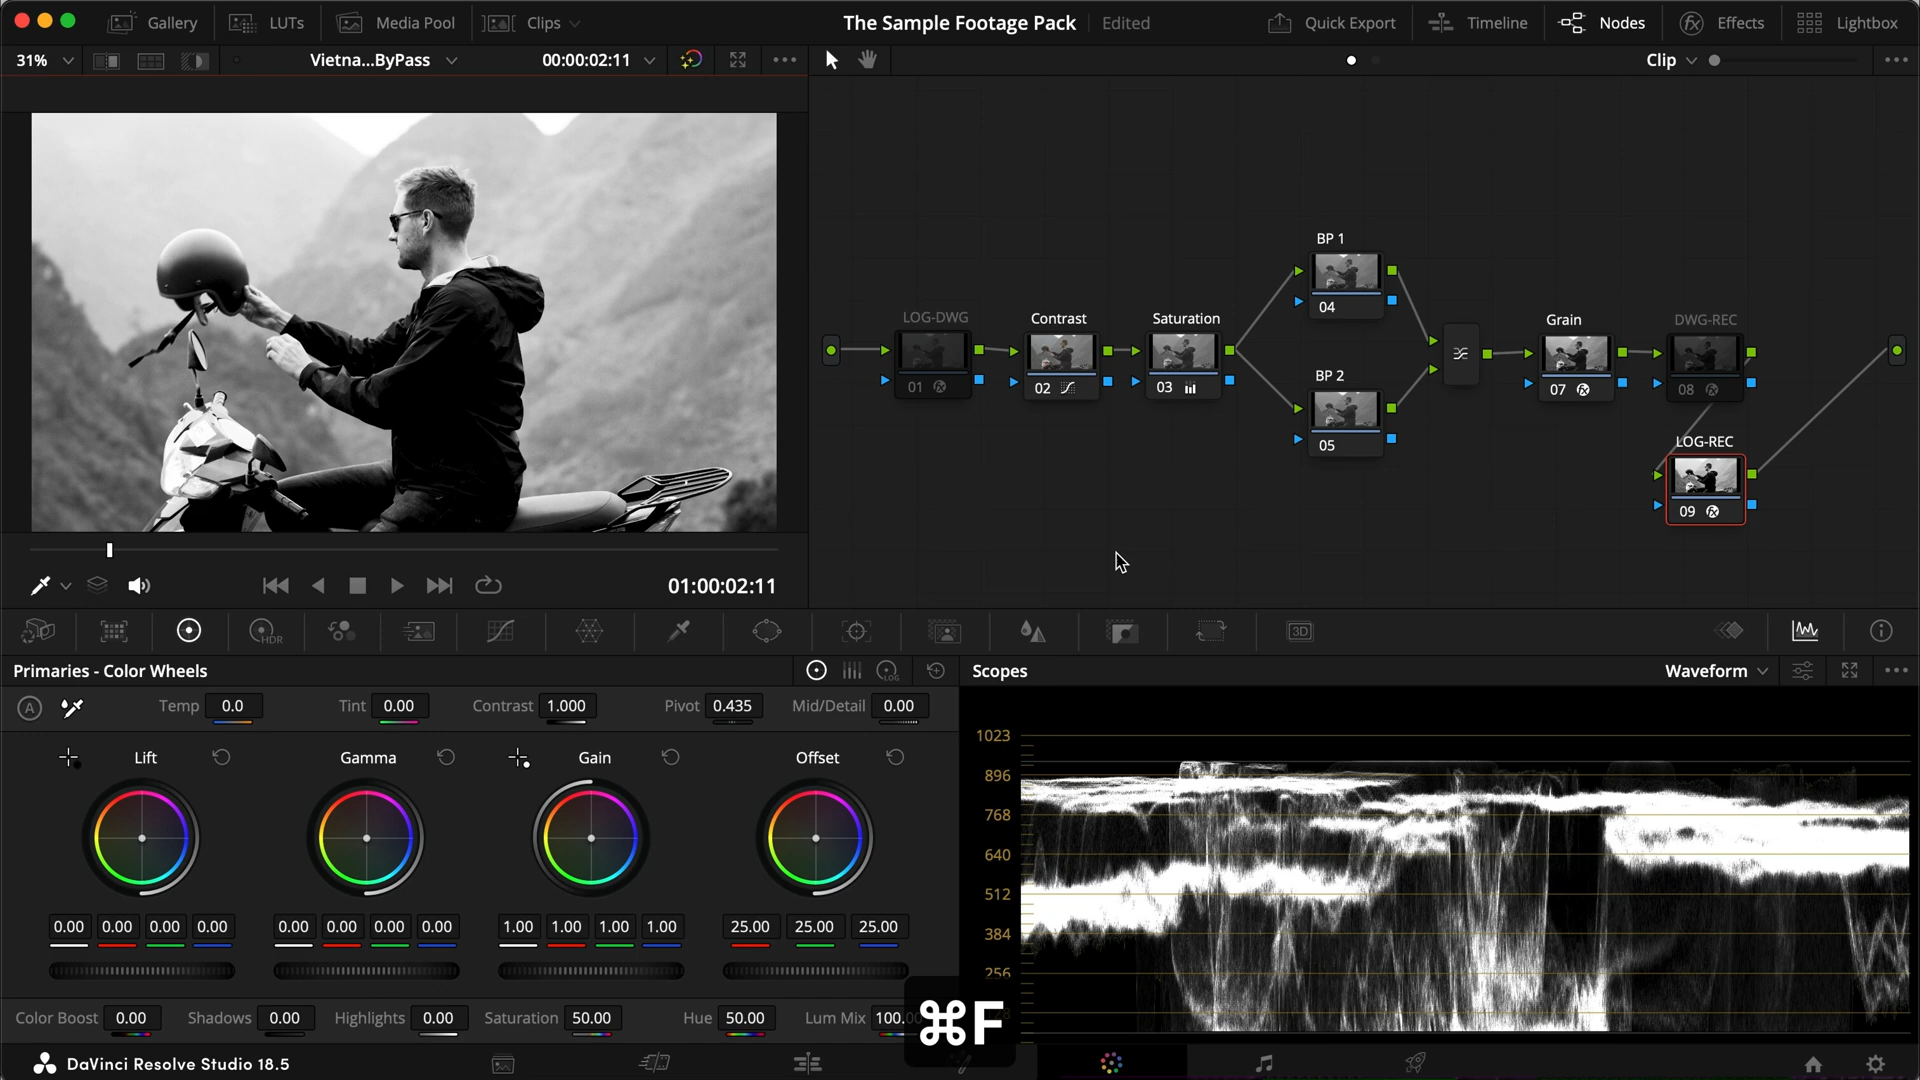 Gallery
LUTs
Media Pool
Clips
The Sample Footage Pack
Edited
Quick Export
Timeline
Nodes
Effects
Lightbox
31%
Vietna...ByPass
00:00:02:11
Clip
BP 1
04
LOG-DWG
01
Contrast
02
Saturation
03
BP 2
05
Grain
07
DWG-REC
08
LOG-REC
09
01:00:02:11
HDR
3D
Primaries - Color Wheels
LOG
Scopes
Waveform
A
Temp 0.0
Tint 0.00
Contrast 1.000
Pivot 0.435
Mid/Detail 0.00
Lift
Gamma
Gain
Offset
0.00 0.00 0.00 0.00
0.00 0.00 0.00 0.00
1.00 1.00 1.00 1.00
25.00 25.00 25.00
1023
896
768
640
512
384
256
Color Boost 0.00
Shadows 0.00
Highlights 0.00
Saturation 50.00
Hue 50.00
Lum Mix 100.
⌘F
DaVinci Resolve Studio 18.5